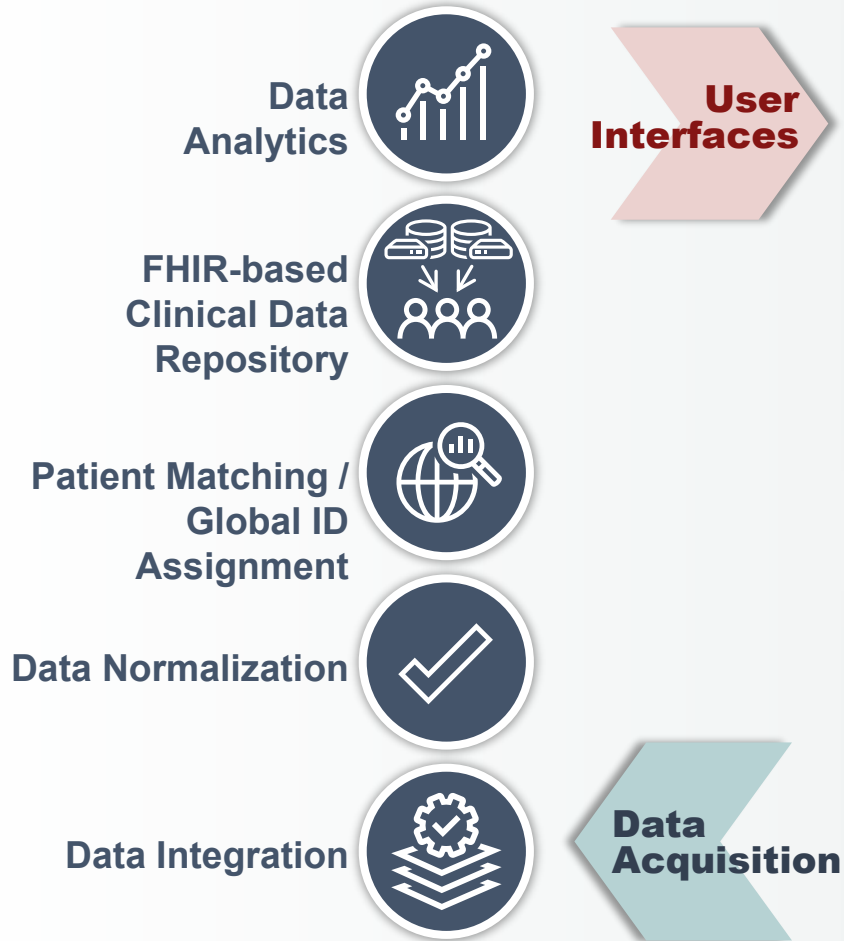 Data
Analytics
User
Interfaces
FHIR-based
Clinical Data
Repository
Patient Matching /
Global ID
Assignment
Data Normalization
Data Integration
Data
Acquisition